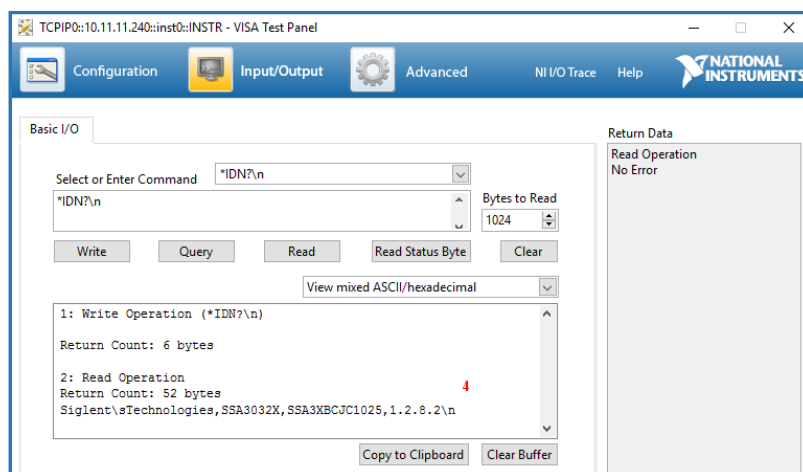 TCPIP0::10.11.11.240::inst0::INSTR - VISA Test Panel
Configuration Input/Output Advanced NI I/O Trace Help NATIONAL INSTRUMENTS
Basic I/O
Return Data
Read Operation
No Error
Select or Enter Command *IDN?\n
*IDN?\n
Bytes to Read
1024
Write Query Read Read Status Byte Clear
View mixed ASCII/hexadecimal
1: Write Operation (*IDN?\n)
Return Count: 6 bytes
2: Read Operation
4
Return Count: 52 bytes
Siglent\sTechnologies,SSA3032X,SSA3XBCJC1025,1.2.8.2\n
Copy to Clipboard Clear Buffer